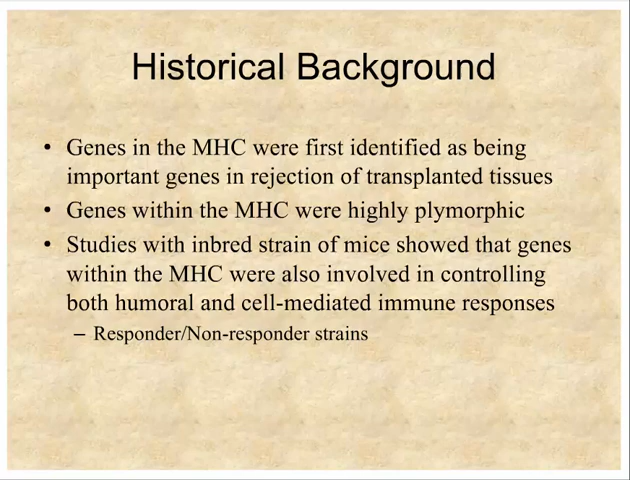 Historical Background
• Genes in the MHC were first identified as being
important genes in rejection of transplanted tissues
• Genes within the MHC were highly plymorphic
• Studies with inbred strain of mice showed that genes
within the MHC were also involved in controlling
both humoral and cell-mediated immune responses
– Responder/Non-responder strains